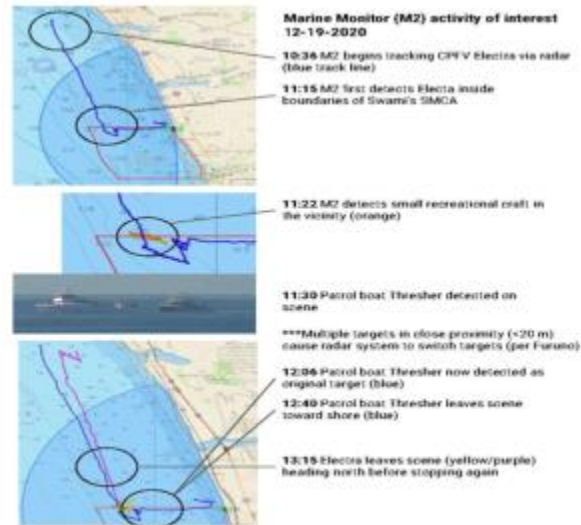 Marine Monitor (M2) activity of interest
12-19-2020
10:36 M2 begins tracking CPFV Electra via radar
(blue track line)
11:15 M2 first detects Electa inside
boundaries of Swami's SMCA
11:22 M2 detects small recreational craft in
the vicinity (orange)
11:30 Patrol boat Thresher detected on
scene
***Multiple targets in close proximity (<20 m)
cause radar system to switch targets (per Furuno)
12:06 Patrol boat Thresher now detected as
original target (blue)
12:40 Patrol boat Thresher leaves scene
toward shore (blue)
13:15 Electra leaves scene (yellow/purple)
heading north before stopping again